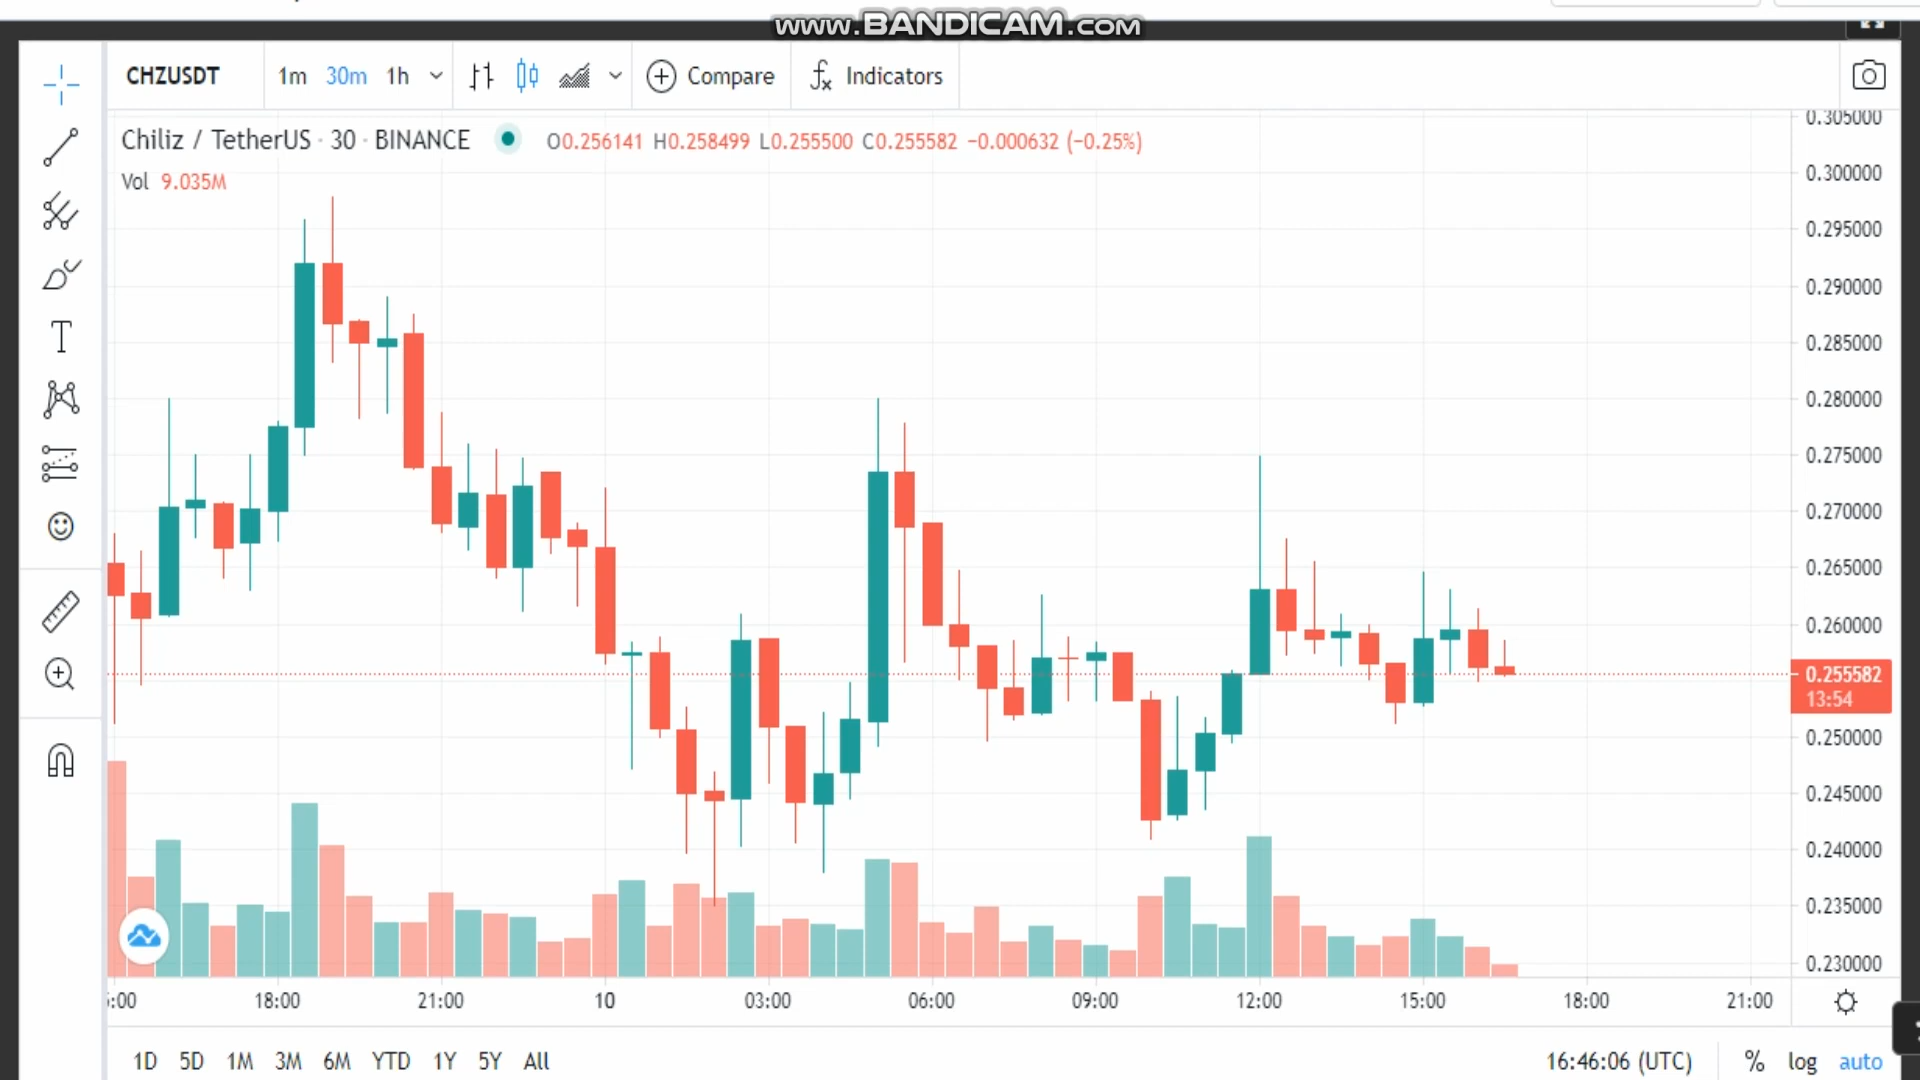 www.BANDICAM.com
CHZUSDT 1m 30m 1h Compare Indicators
Chiliz / TetherUS · 30 · BINANCE O0.256141 H0.258499 L0.255500 C0.255582 −0.000632 (−0.25%)
Vol 9.035M
0.305000
0.300000
0.295000
0.290000
0.285000
0.280000
0.275000
0.270000
0.265000
0.260000
0.255582
13:54
0.250000
0.245000
0.240000
0.235000
0.230000
:00 18:00 21:00 10 03:00 06:00 09:00 12:00 15:00 18:00 21:00
1D 5D 1M 3M 6M YTD 1Y 5Y All 16:46:06 (UTC) % log auto